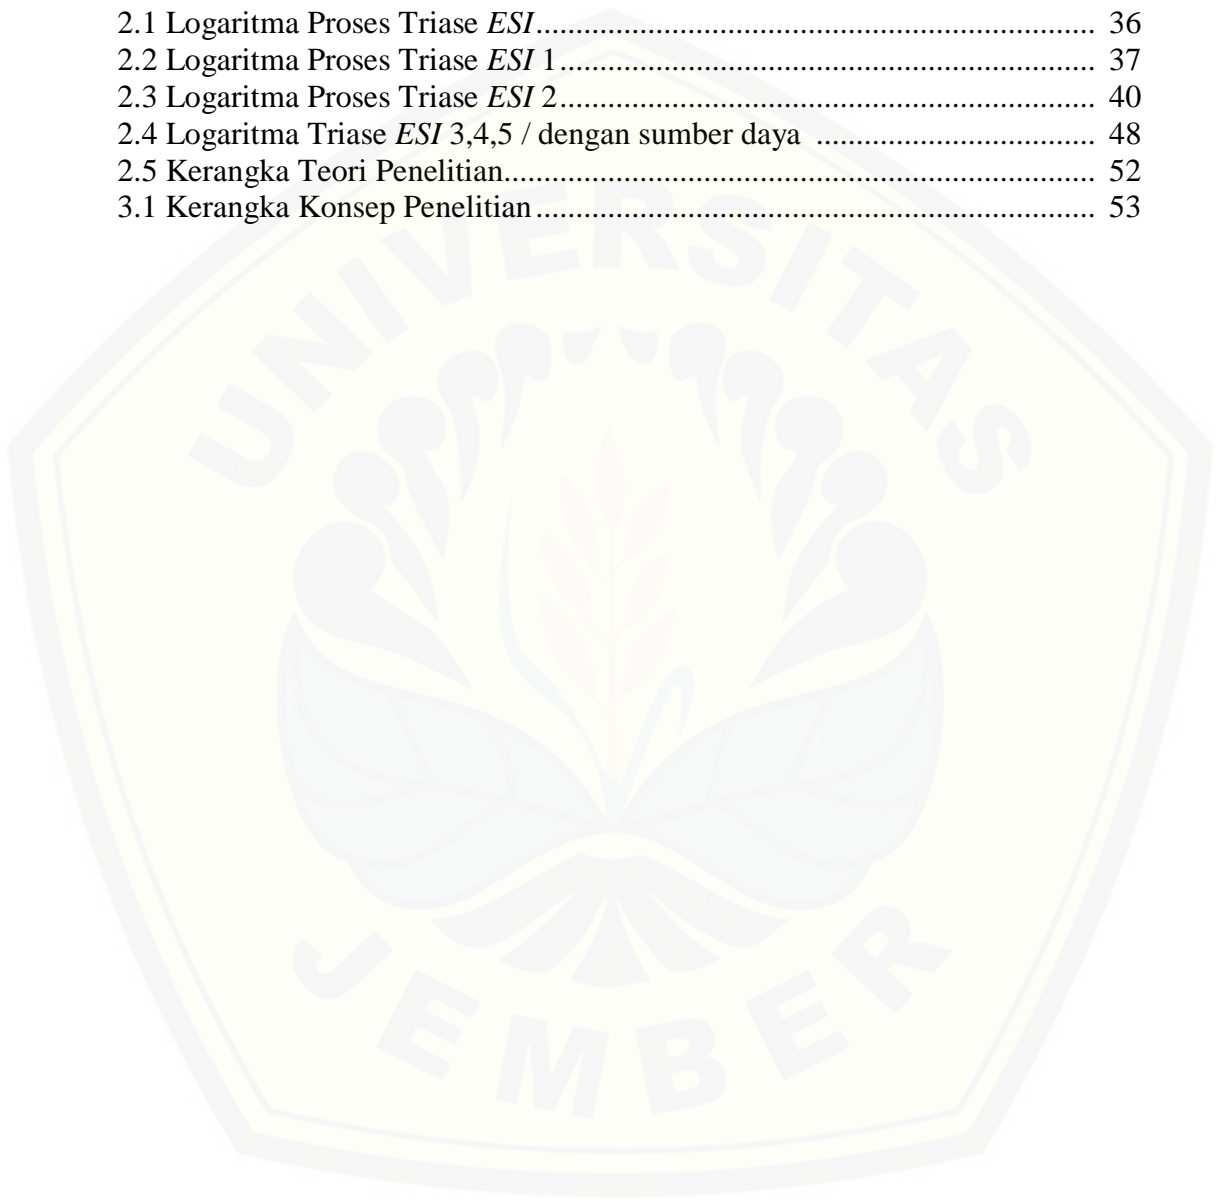 2.1 Logaritma Proses Triase ESI.......................................................................... 36
2.2 Logaritma Proses Triase ESI 1....................................................................... 37
2.3 Logaritma Proses Triase ESI 2....................................................................... 40
2.4 Logaritma Triase ESI 3,4,5 / dengan sumber daya .................................... 48
2.5 Kerangka Teori Penelitian.............................................................................. 52
3.1 Kerangka Konsep Penelitian.......................................................................... 53
UNIVERSITAS
JEMBER